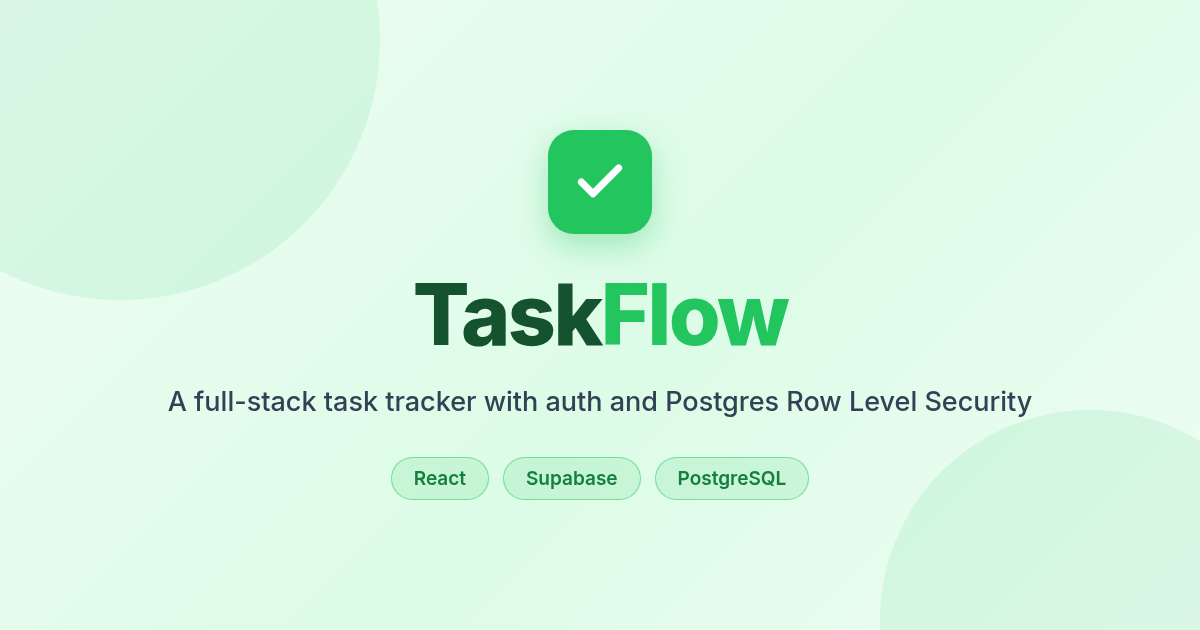 TaskFlow
A full-stack task tracker with auth and Postgres Row Level Security
React Supabase PostgreSQL